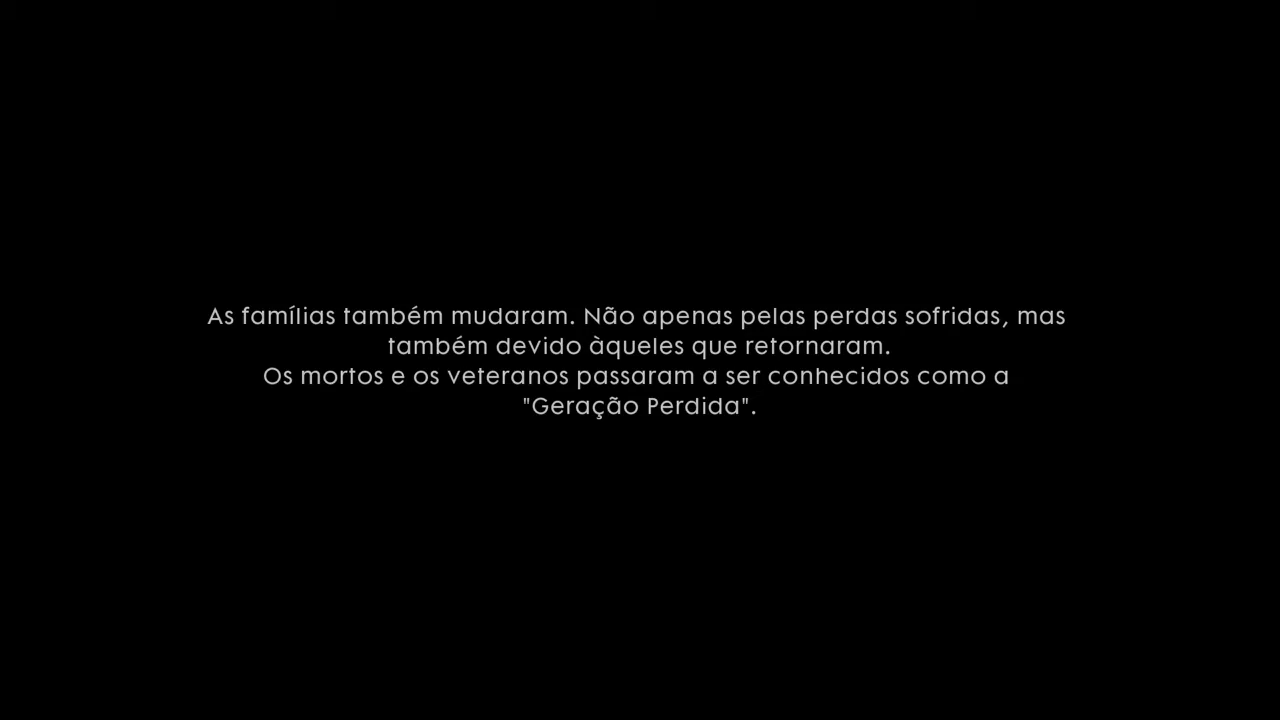 As famílias também mudaram. Não apenas pelas perdas sofridas, mas
também devido àqueles que retornaram.
Os mortos e os veteranos passaram a ser conhecidos como a
"Geração Perdida".